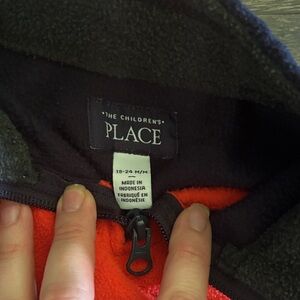 THE CHILDREN'S
PLACE
18-24 M/M
MADE IN
INDONESIA
FABRIQUÉ EN
INDONÉSIE